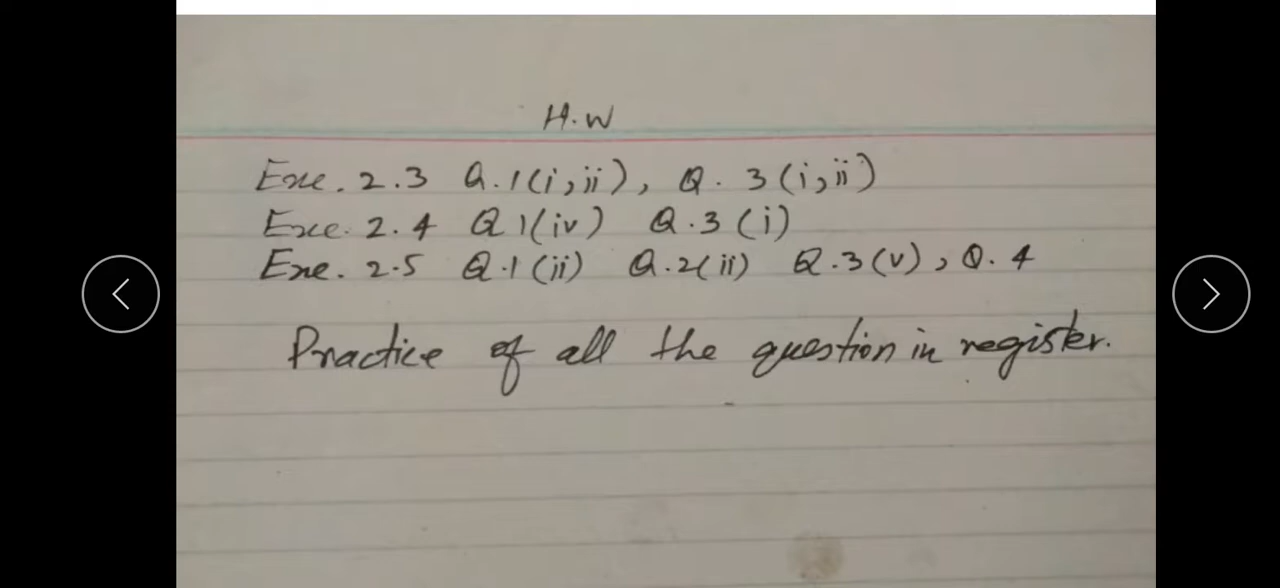 H.W
Exe. 2.3 Q.1(i,ii), Q. 3(i,ii)
Exe. 2.4 Q 1(iv) Q.3 (i)
Exe. 2.5 Q.1 (ii) Q.2(ii) Q.3(v), Q. 4
Practice of all the question in register.